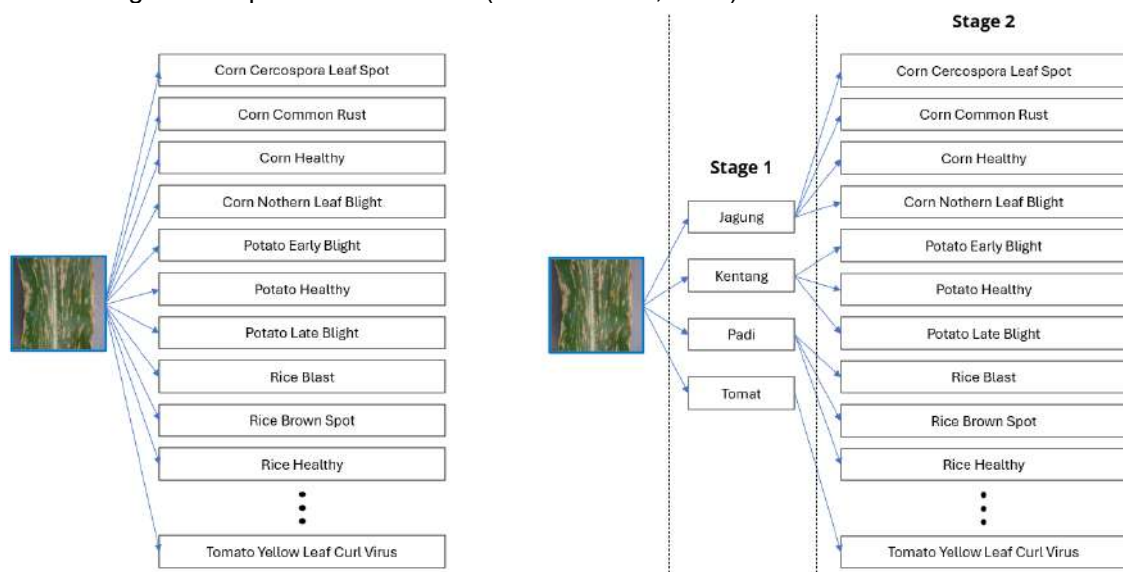 Corn Cercospora Leaf Spot
Corn Common Rust
Corn Healthy
Corn Nothern Leaf Blight
Potato Early Blight
Potato Healthy
Potato Late Blight
Rice Blast
Rice Brown Spot
Rice Healthy
Tomato Yellow Leaf Curl Virus
Stage 1
Jagung
Kentang
Padi
Tomat
Stage 2
Corn Cercospora Leaf Spot
Corn Common Rust
Corn Healthy
Corn Nothern Leaf Blight
Potato Early Blight
Potato Healthy
Potato Late Blight
Rice Blast
Rice Brown Spot
Rice Healthy
Tomato Yellow Leaf Curl Virus